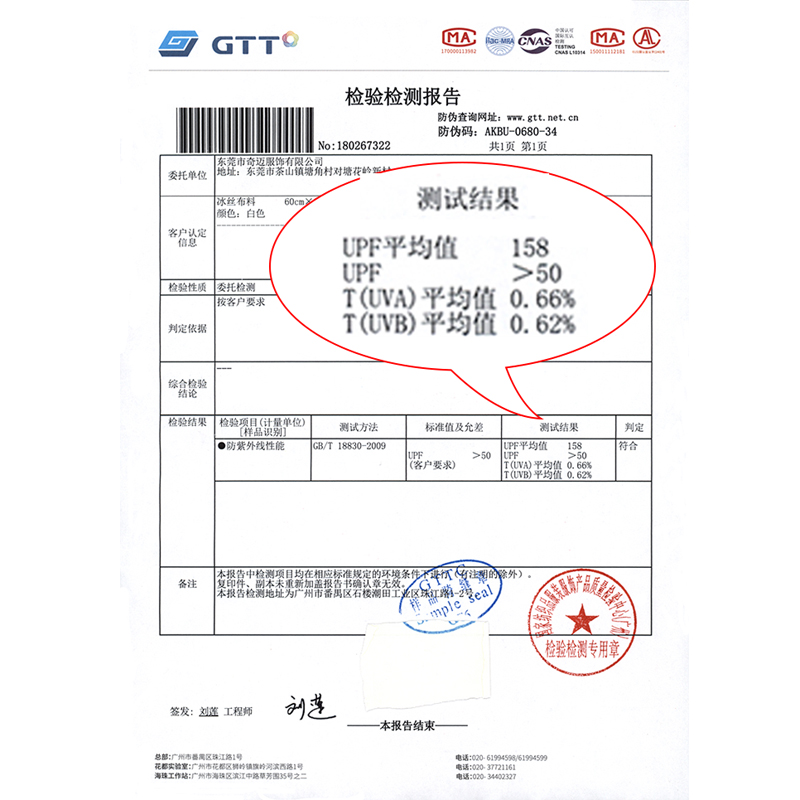 GTT
MA
170000113982
ilac-MRA
CNAS
中国认可
国际互认
检测
TESTING
CNAS L10314
MA
150011112181
AL
检验检测报告
防伪查询网址：www.gtt.net.cn
防伪码：AKBU-0680-34
No:180267322
共1页 第1页
委托单位
东莞市奇迈服饰有限公司
地址：东莞市茶山镇塘角村对塘花岭新村
客户认定
信息
冰丝布料 60cm×
颜色：白色
检验性质
委托检测
判定依据
按客户要求
综合检验
结论
---
测试结果
UPF平均值 158
UPF >50
T(UVA)平均值 0.66%
T(UVB)平均值 0.62%
检验结果
检验项目(计量单位)
[样品识别]
测试方法
标准值及允差
测试结果
判定
●防紫外线性能
GB/T 18830-2009
UPF >50
(客户要求)
UPF平均值 158
UPF >50
T(UVA)平均值 0.66%
T(UVB)平均值 0.62%
符合
备注
本报告中检测项目均在相应标准规定的环境条件下进行（有注明的除外）。
复印件、副本未重新加盖报告书确认章无效。
本报告检测地址为广州市番禺区石楼潮田工业区珠江路1-2号。
GTTC
Sample seal
检验检测专用章
签发：刘莲 工程师
刘莲
本报告结束
总部:广州市番禺区珠江路1号
花都实验室:广州市花都区狮岭镇旗岭河滨西路1号
海珠工作站:广州市海珠区滨江中路草芳围35号之二
电话:020- 61994598/61994599
电话:020- 37721161
电话:020- 34402327